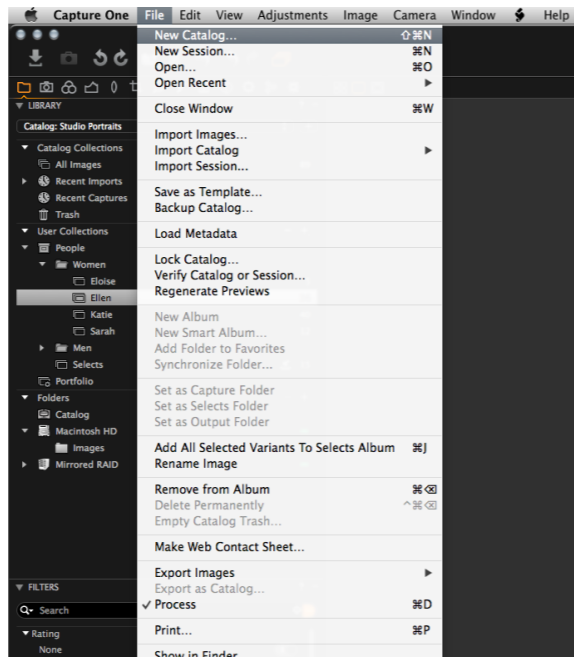 Capture One File Edit View Adjustments Image Camera Window Help
New Catalog... ⇧⌘N
New Session... ⌘N
Open... ⌘O
Open Recent ▶
Close Window ⌘W
Import Images...
Import Catalog ▶
Import Session...
Save as Template...
Backup Catalog...
Load Metadata
Lock Catalog...
Verify Catalog or Session...
Regenerate Previews
New Album
New Smart Album...
Add Folder to Favorites
Synchronize Folder...
Set as Capture Folder
Set as Selects Folder
Set as Output Folder
Add All Selected Variants To Selects Album ⌘J
Rename Image
Remove from Album ⌘⌫
Delete Permanently ^⌘⌫
Empty Catalog Trash...
Make Web Contact Sheet...
Export Images ▶
Export as Catalog...
✓ Process ⌘D
Print... ⌘P
Show in Finder
LIBRARY
Catalog: Studio Portraits
Catalog Collections
All Images
Recent Imports
Recent Captures
Trash
User Collections
People
Women
Eloise
Ellen
Katie
Sarah
Men
Selects
Portfolio
Folders
Catalog
Macintosh HD
Images
Mirrored RAID
FILTERS
Search
Rating
None